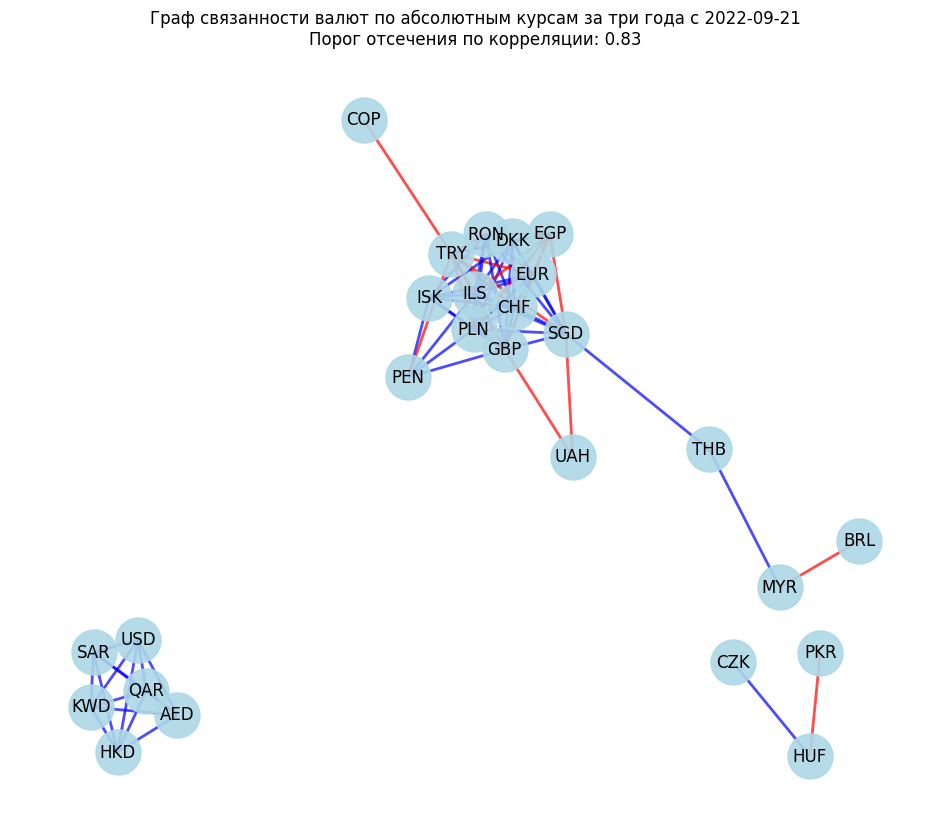 Граф связанности валют по абсолютным курсам за три года с 2022-09-21
Порог отсечения по корреляции: 0.83
COP
RON
DKK
EGP
TRY
EUR
ISK
ILS
CHF
PLN
GBP
SGD
PEN
UAH
THB
BRL
MYR
SAR
USD
CZK
PKR
KWD
QAR
AED
HKD
HUF